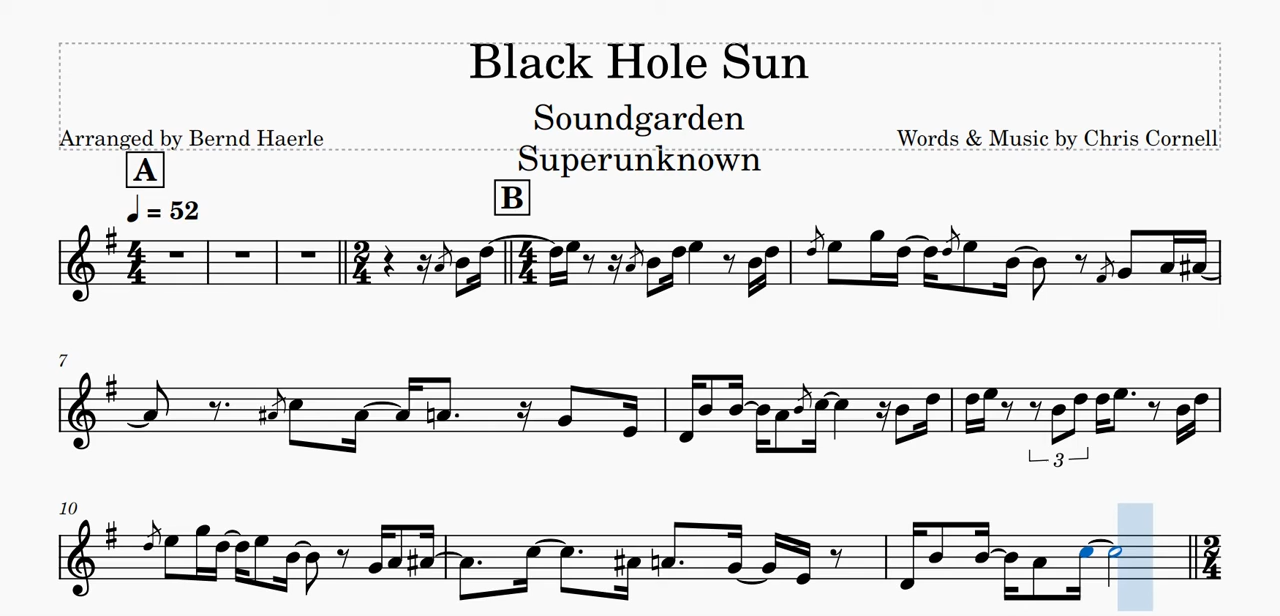 Black Hole Sun
Soundgarden
Arranged by Bernd Haerle
Words & Music by Chris Cornell
Superunknown
A
= 52
B
4
4
2
4
4
4
7
3
10
2
4